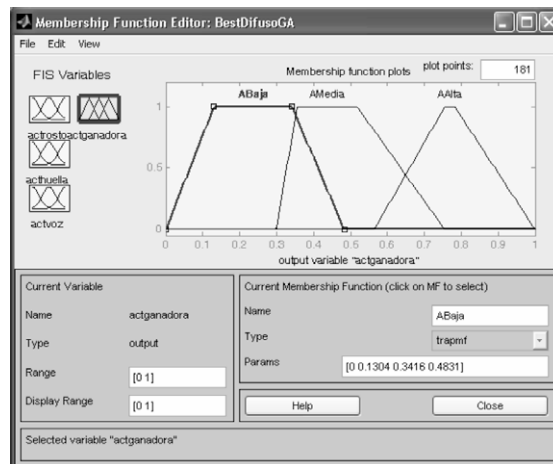 Membership Function Editor: BestDifusoGA
File Edit View
FIS Variables
Membership function plots
plot points:
181
actrosto
actganadora
acthuella
actvoz
ABaja
AMedia
AAlta
1
0.5
0
0 0.1 0.2 0.3 0.4 0.5 0.6 0.7 0.8 0.9 1
output variable "actganadora"
Current Variable
Name actganadora
Type output
Range [0 1]
Display Range [0 1]
Current Membership Function (click on MF to select)
Name ABaja
Type trapmf
Params [0 0.1304 0.3416 0.4831]
Help Close
Selected variable "actganadora"